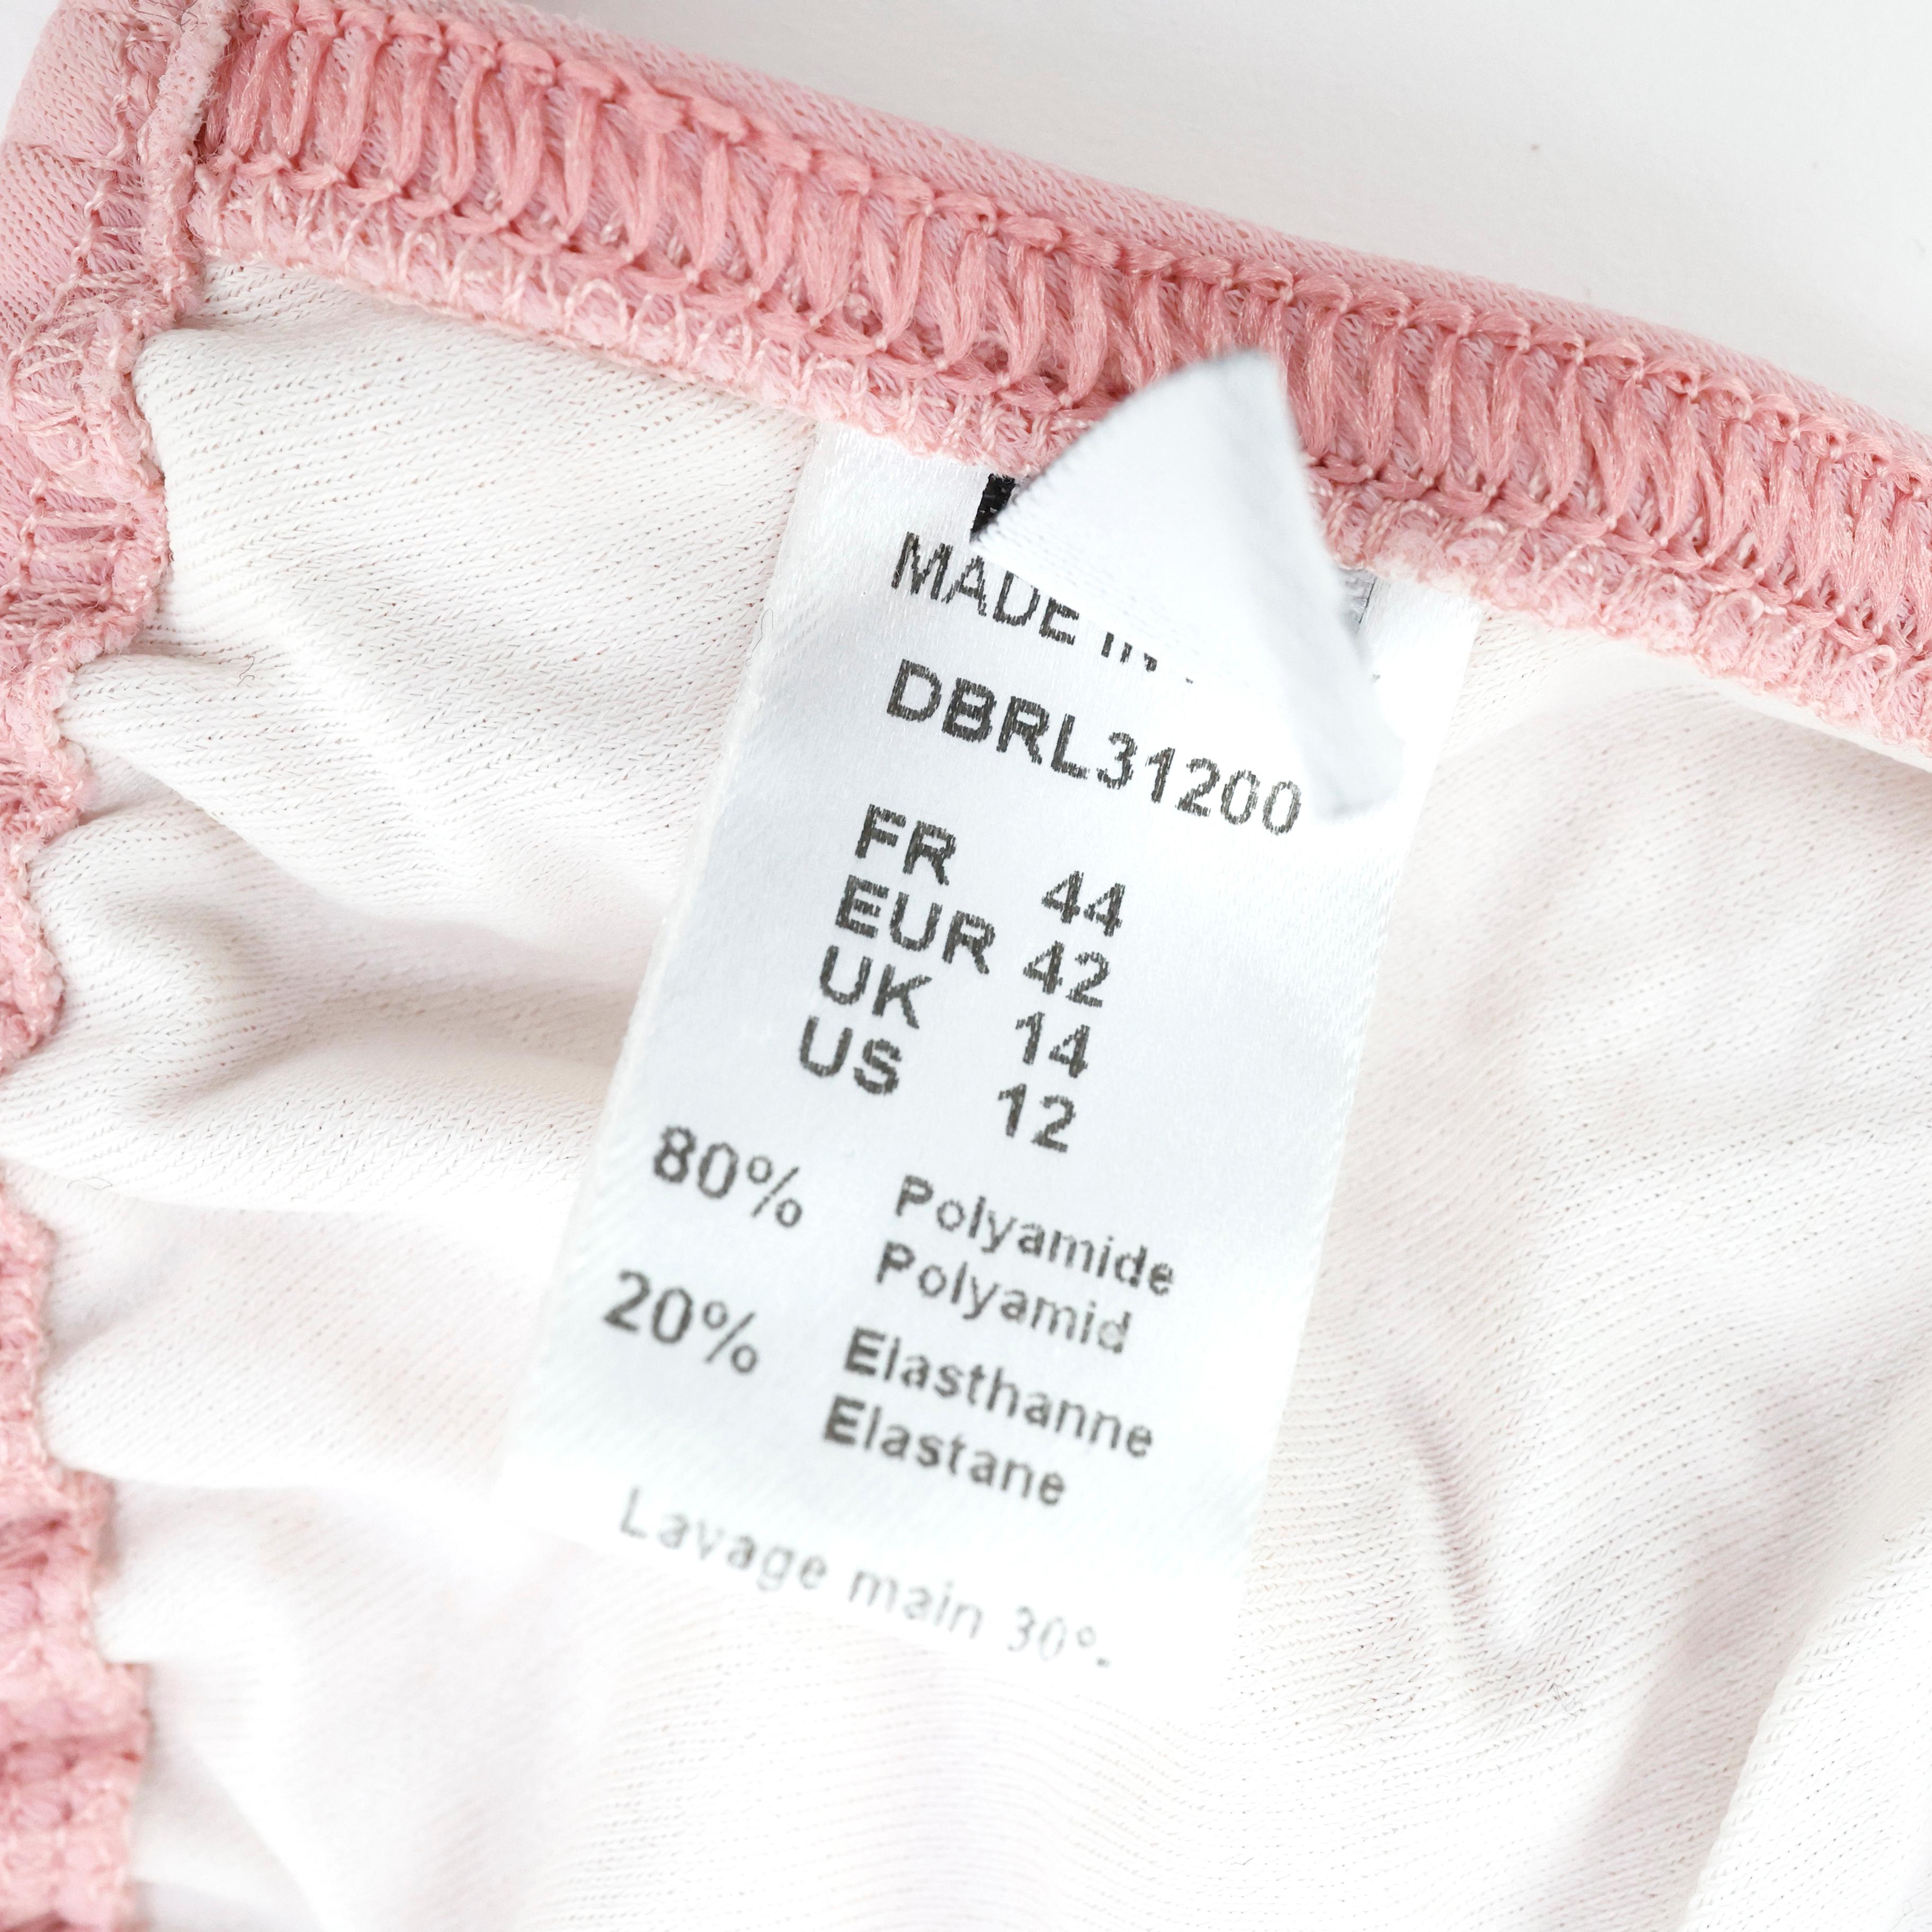 MADE IN
DBRL31200
FR 44
EUR 42
UK 14
US 12
80% Polyamide
Polyamid
20% Elasthanne
Elastane
Lavage main 30°.